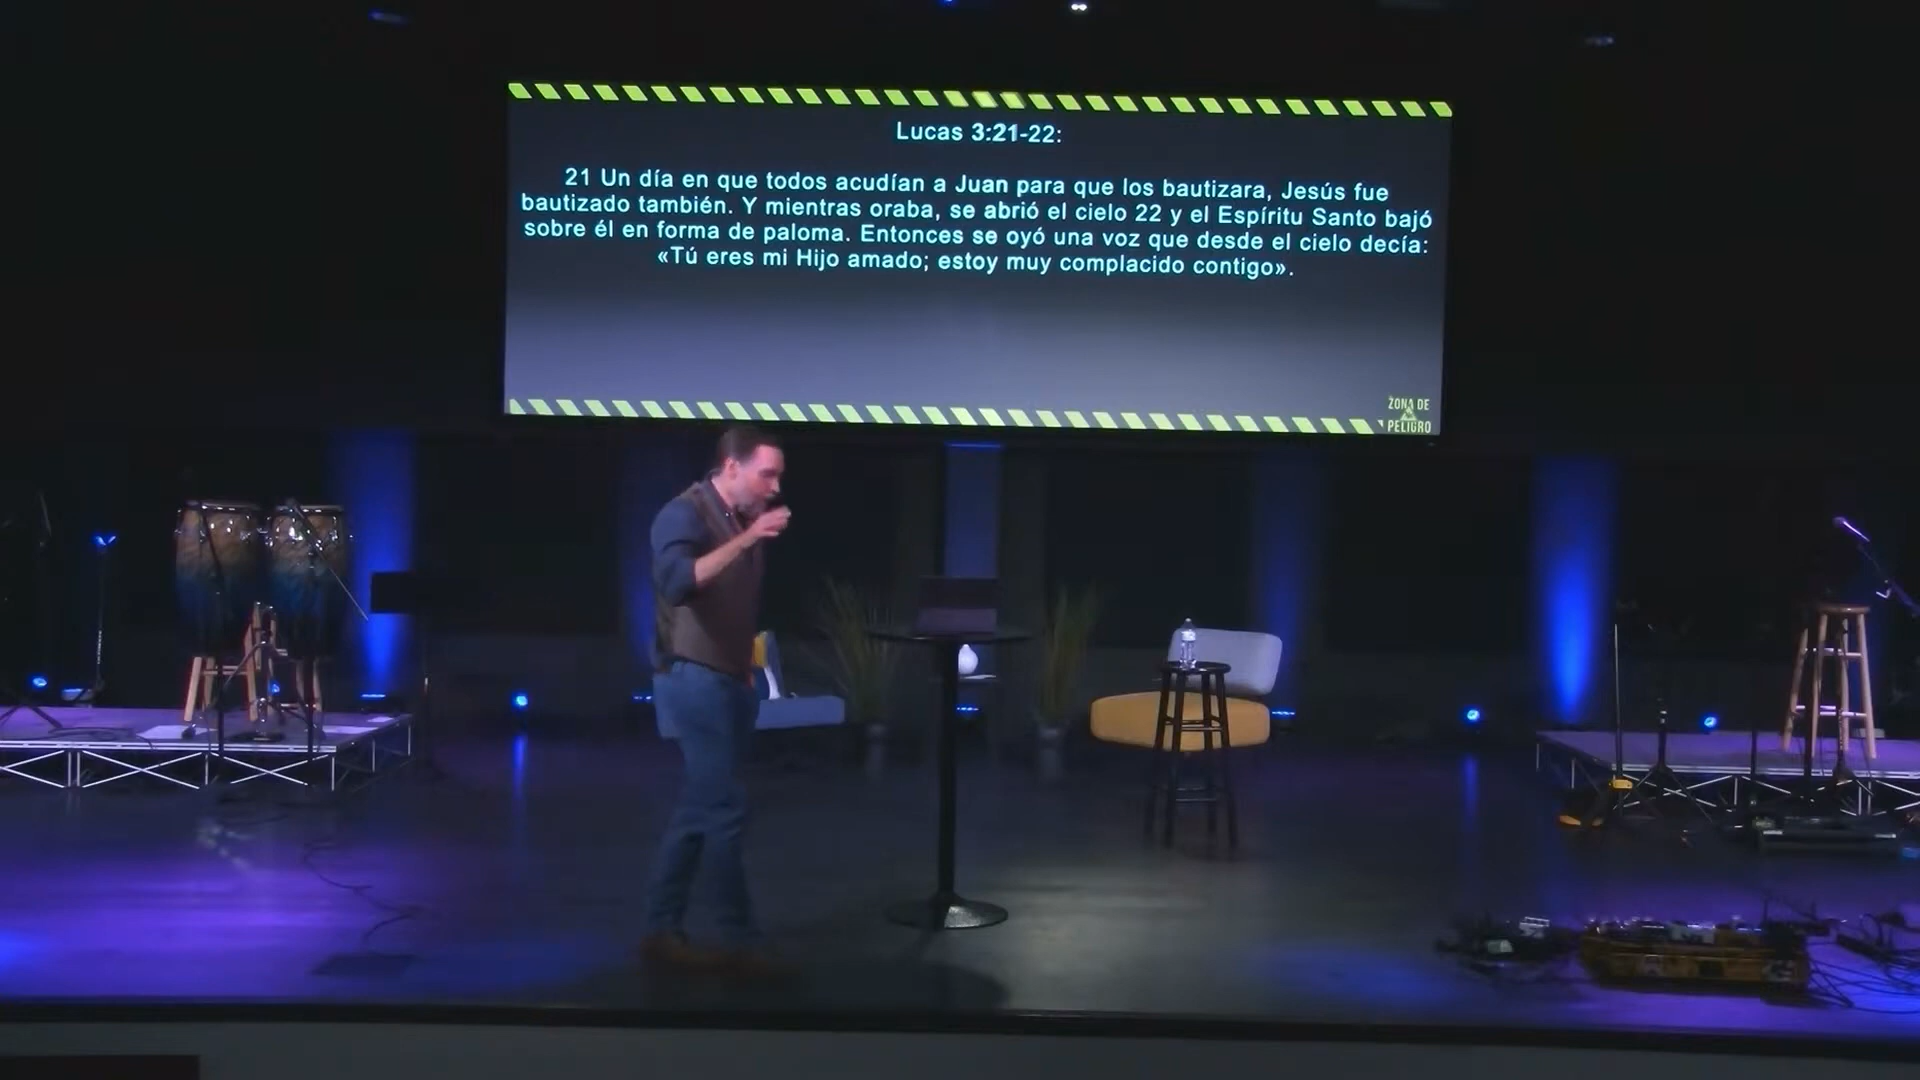 Lucas 3:21-22:
21 Un día en que todos acudían a Juan para que los bautizara, Jesús fue
bautizado también. Y mientras oraba, se abrió el cielo 22 y el Espíritu Santo bajó
sobre él en forma de paloma. Entonces se oyó una voz que desde el cielo decía:
«Tú eres mi Hijo amado; estoy muy complacido contigo».
ZONA DE
PELIGRO